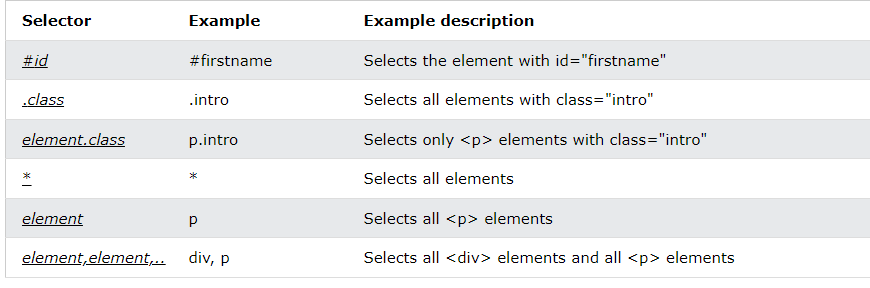 Selector Example Example description
#id #firstname Selects the element with id="firstname"
.class .intro Selects all elements with class="intro"
element.class p.intro Selects only <p> elements with class="intro"
* * Selects all elements
element p Selects all <p> elements
element,element,.. div, p Selects all <div> elements and all <p> elements